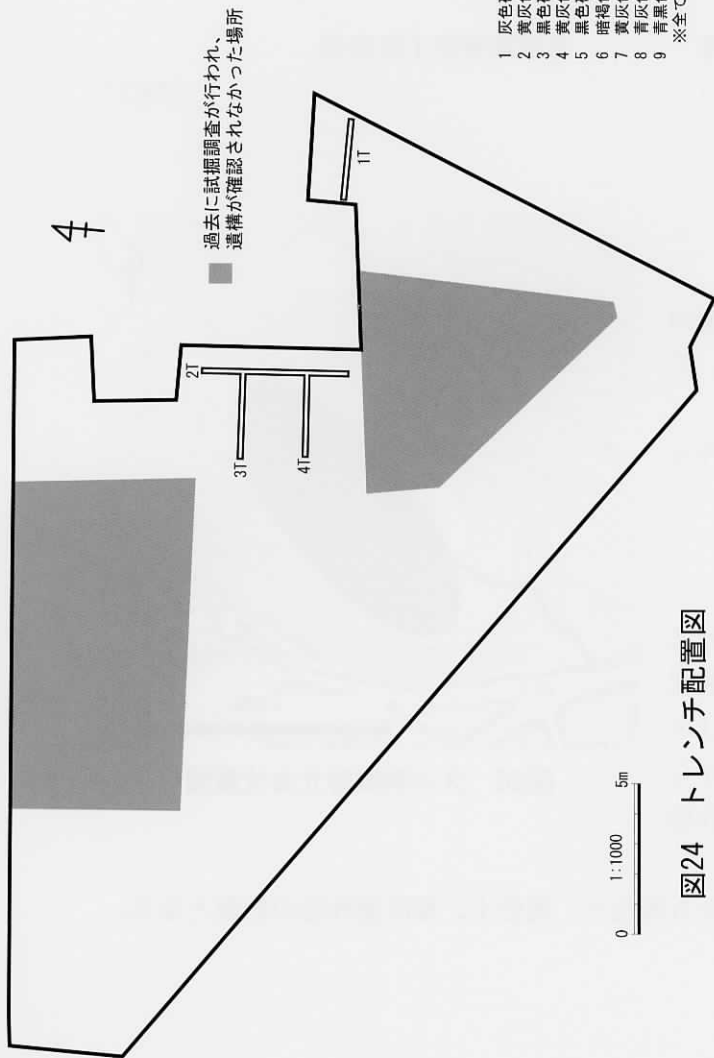 過去に試掘調査が行われ、
遺構が確認されなかった場所
1T
2T
3T
4T
0 1:1000 5m
図24 トレンチ配置図
1 灰色
2 黄灰
3 黒色
4 黄灰
5 黒色
6 暗褐
7 黄灰
8 青灰
9 青黒
※全て